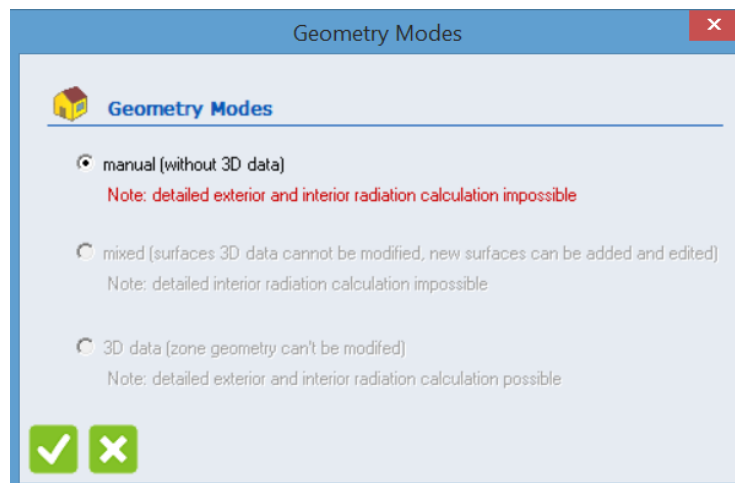 Geometry Modes
Geometry Modes
manual (without 3D data)
Note: detailed exterior and interior radiation calculation impossible
mixed (surfaces 3D data cannot be modified, new surfaces can be added and edited)
Note: detailed interior radiation calculation impossible
3D data (zone geometry can't be modifed)
Note: detailed exterior and interior radiation calculation possible